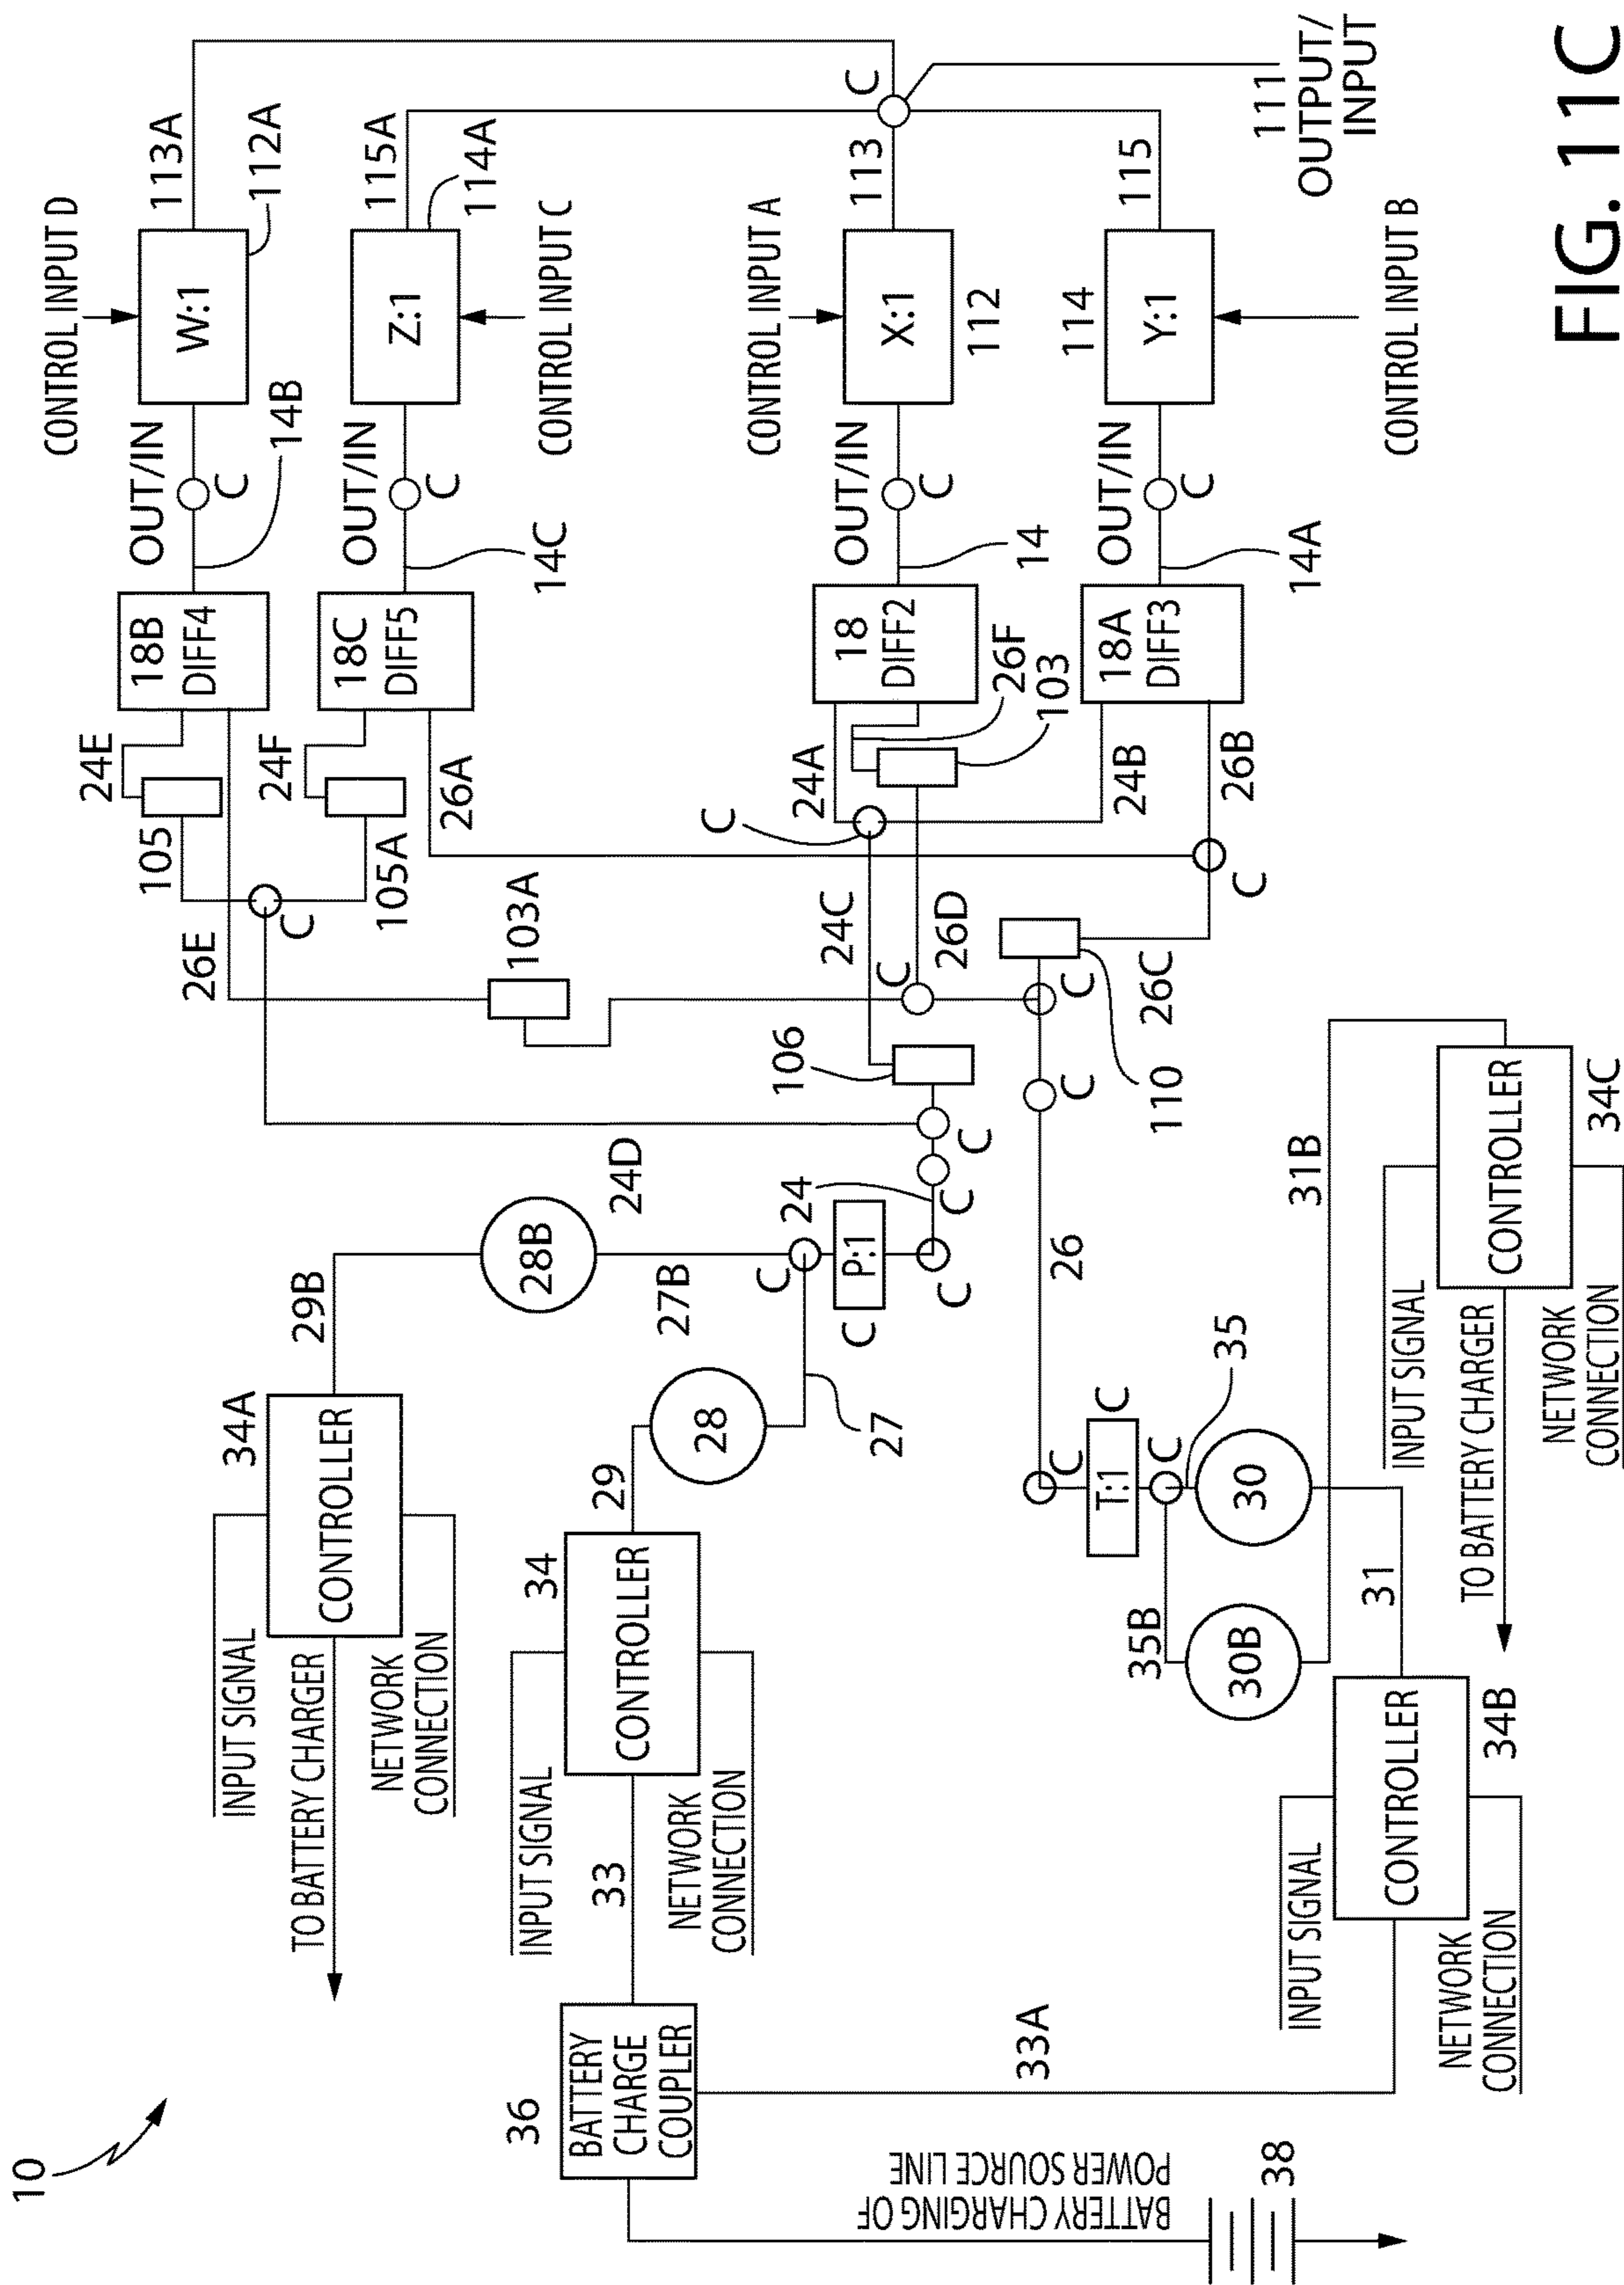 10
36
BATTERY
CHARGE
COUPLER
BATTERY CHARGING OF
POWER SOURCE LINE
38
33
33A
INPUT SIGNAL
TO BATTERY CHARGER
NETWORK
CONNECTION
34A
CONTROLLER
29B
28B
27B
24D
INPUT SIGNAL
NETWORK
CONNECTION
34
CONTROLLER
29
28
27
C
P:1
C
24
C
C
C
106
INPUT SIGNAL
NETWORK
CONNECTION
CONTROLLER
34B
31
35B
30B
30
35
C
T:1
C
C
26
31B
INPUT SIGNAL
TO BATTERY CHARGER
NETWORK
CONNECTION
CONTROLLER
34C
C
C
110
26C
26D
C
24C
C
103A
26E
C
105
105A
24E
24F
26A
24A
26F
103
24B
26B
C
18B
DIFF4
18C
DIFF5
18
DIFF2
18A
DIFF3
OUT/IN
C
14B
OUT/IN
C
14C
OUT/IN
C
14
OUT/IN
C
14A
CONTROL INPUT D
W:1
112A
113A
Z:1
CONTROL INPUT C
114A
115A
CONTROL INPUT A
X:1
112
113
114
Y:1
CONTROL INPUT B
115
C
111
OUTPUT/
INPUT
FIG. 11C